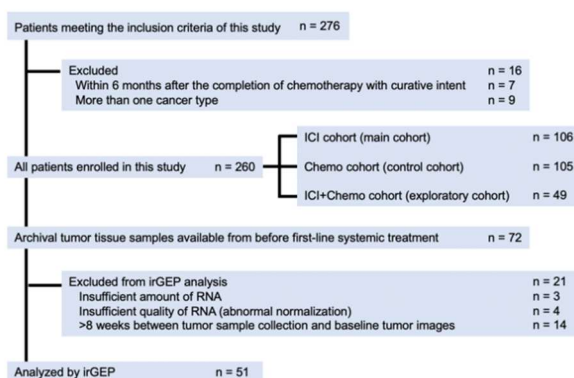 Patients meeting the inclusion criteria of this study n = 276
Excluded n = 16
Within 6 months after the completion of chemotherapy with curative intent n = 7
More than one cancer type n = 9
ICI cohort (main cohort) n = 106
All patients enrolled in this study n = 260 Chemo cohort (control cohort) n = 105
ICI+Chemo cohort (exploratory cohort) n = 49
Archival tumor tissue samples available from before first-line systemic treatment n = 72
Excluded from irGEP analysis n = 21
Insufficient amount of RNA n = 3
Insufficient quality of RNA (abnormal normalization) n = 4
>8 weeks between tumor sample collection and baseline tumor images n = 14
Analyzed by irGEP n = 51